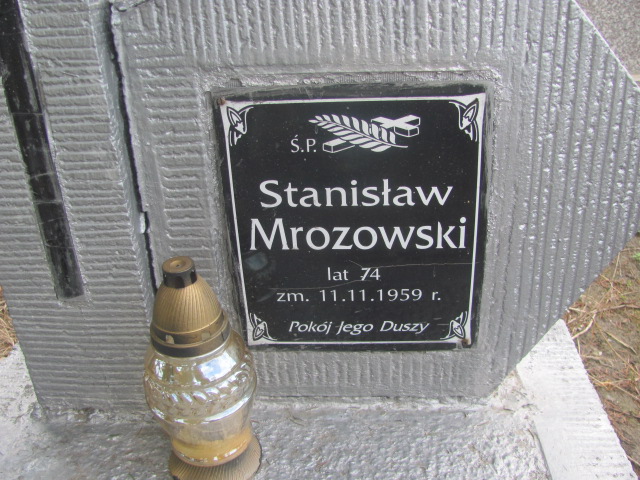 Ś.P.
Stanisław
Mrozowski
lat 74
zm. 11.11.1959 r.
Pokój Jego Duszy